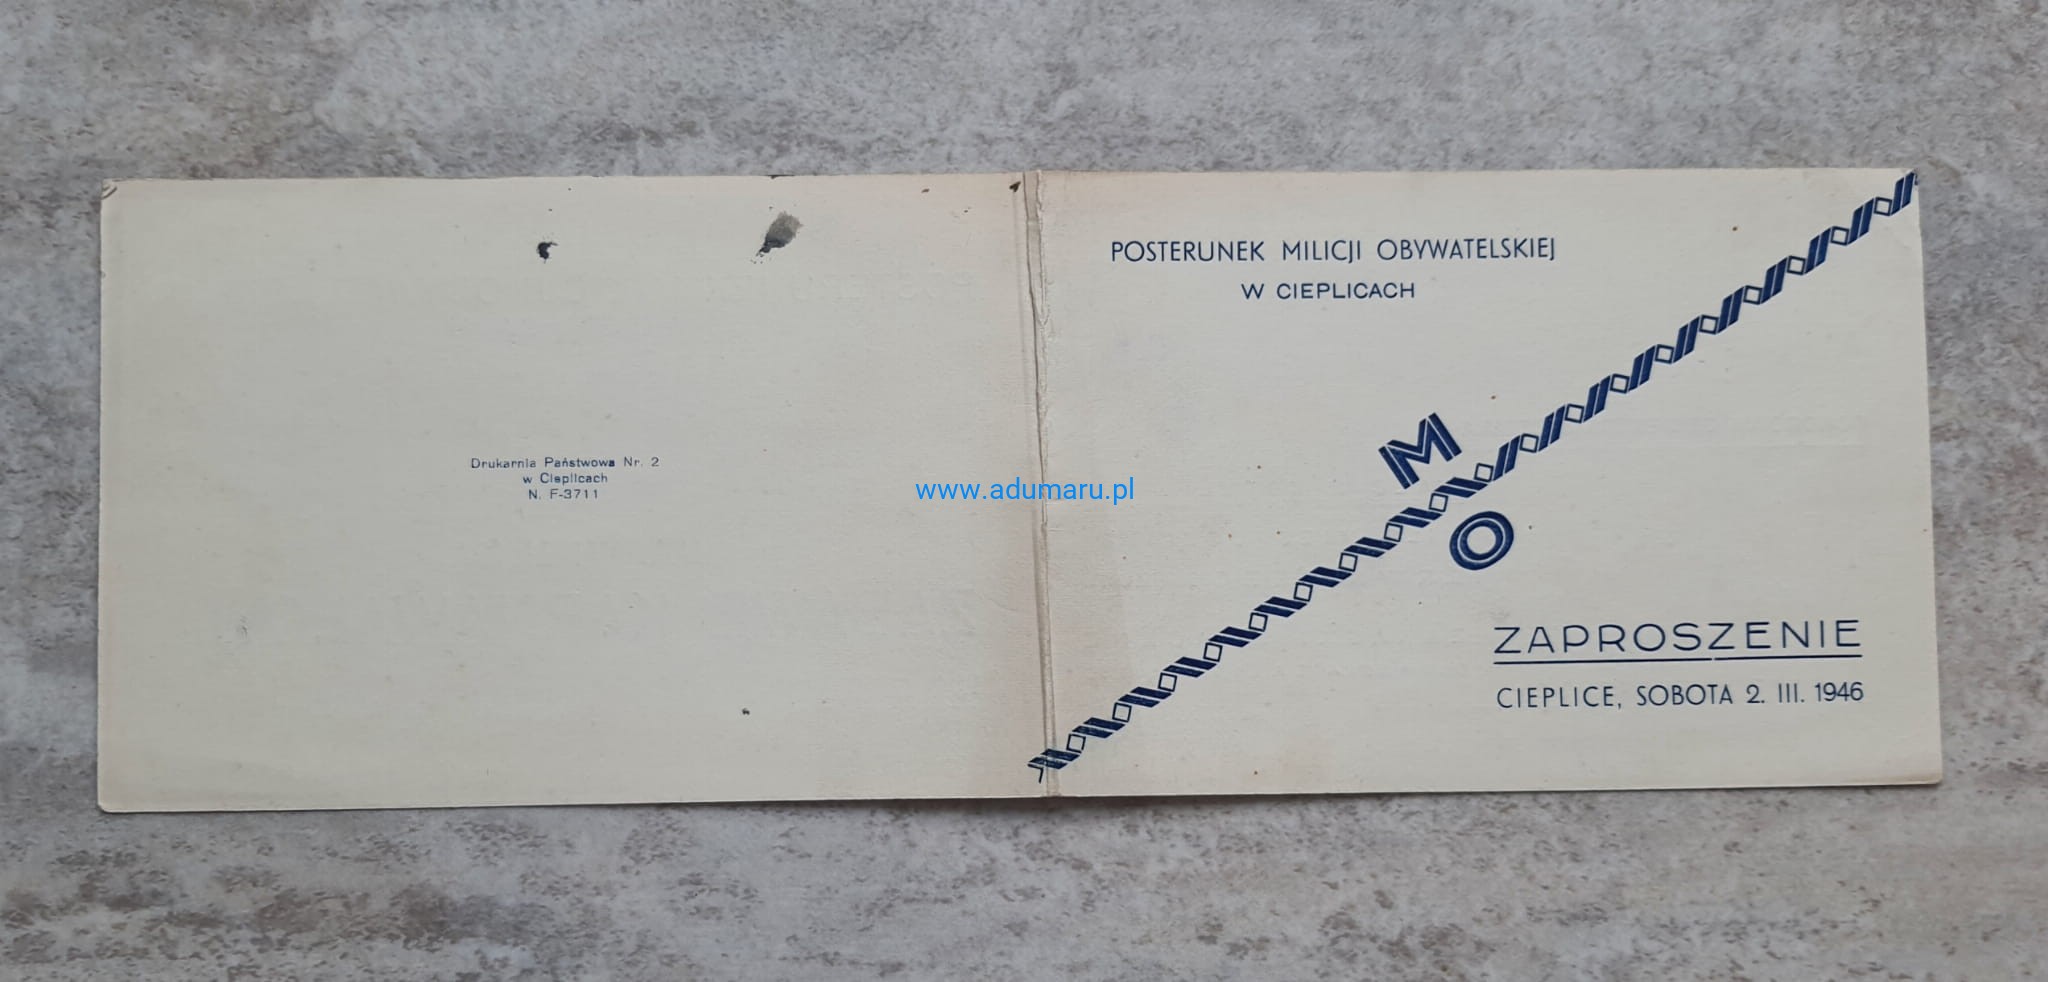 Drukarnia Państwowa Nr. 2
w Cieplicach
N. F-3711
www.adumaru.pl
POSTERUNEK MILICJI OBYWATELSKIEJ
W CIEPLICACH
M
O
ZAPROSZENIE
CIEPLICE, SOBOTA 2. III. 1946